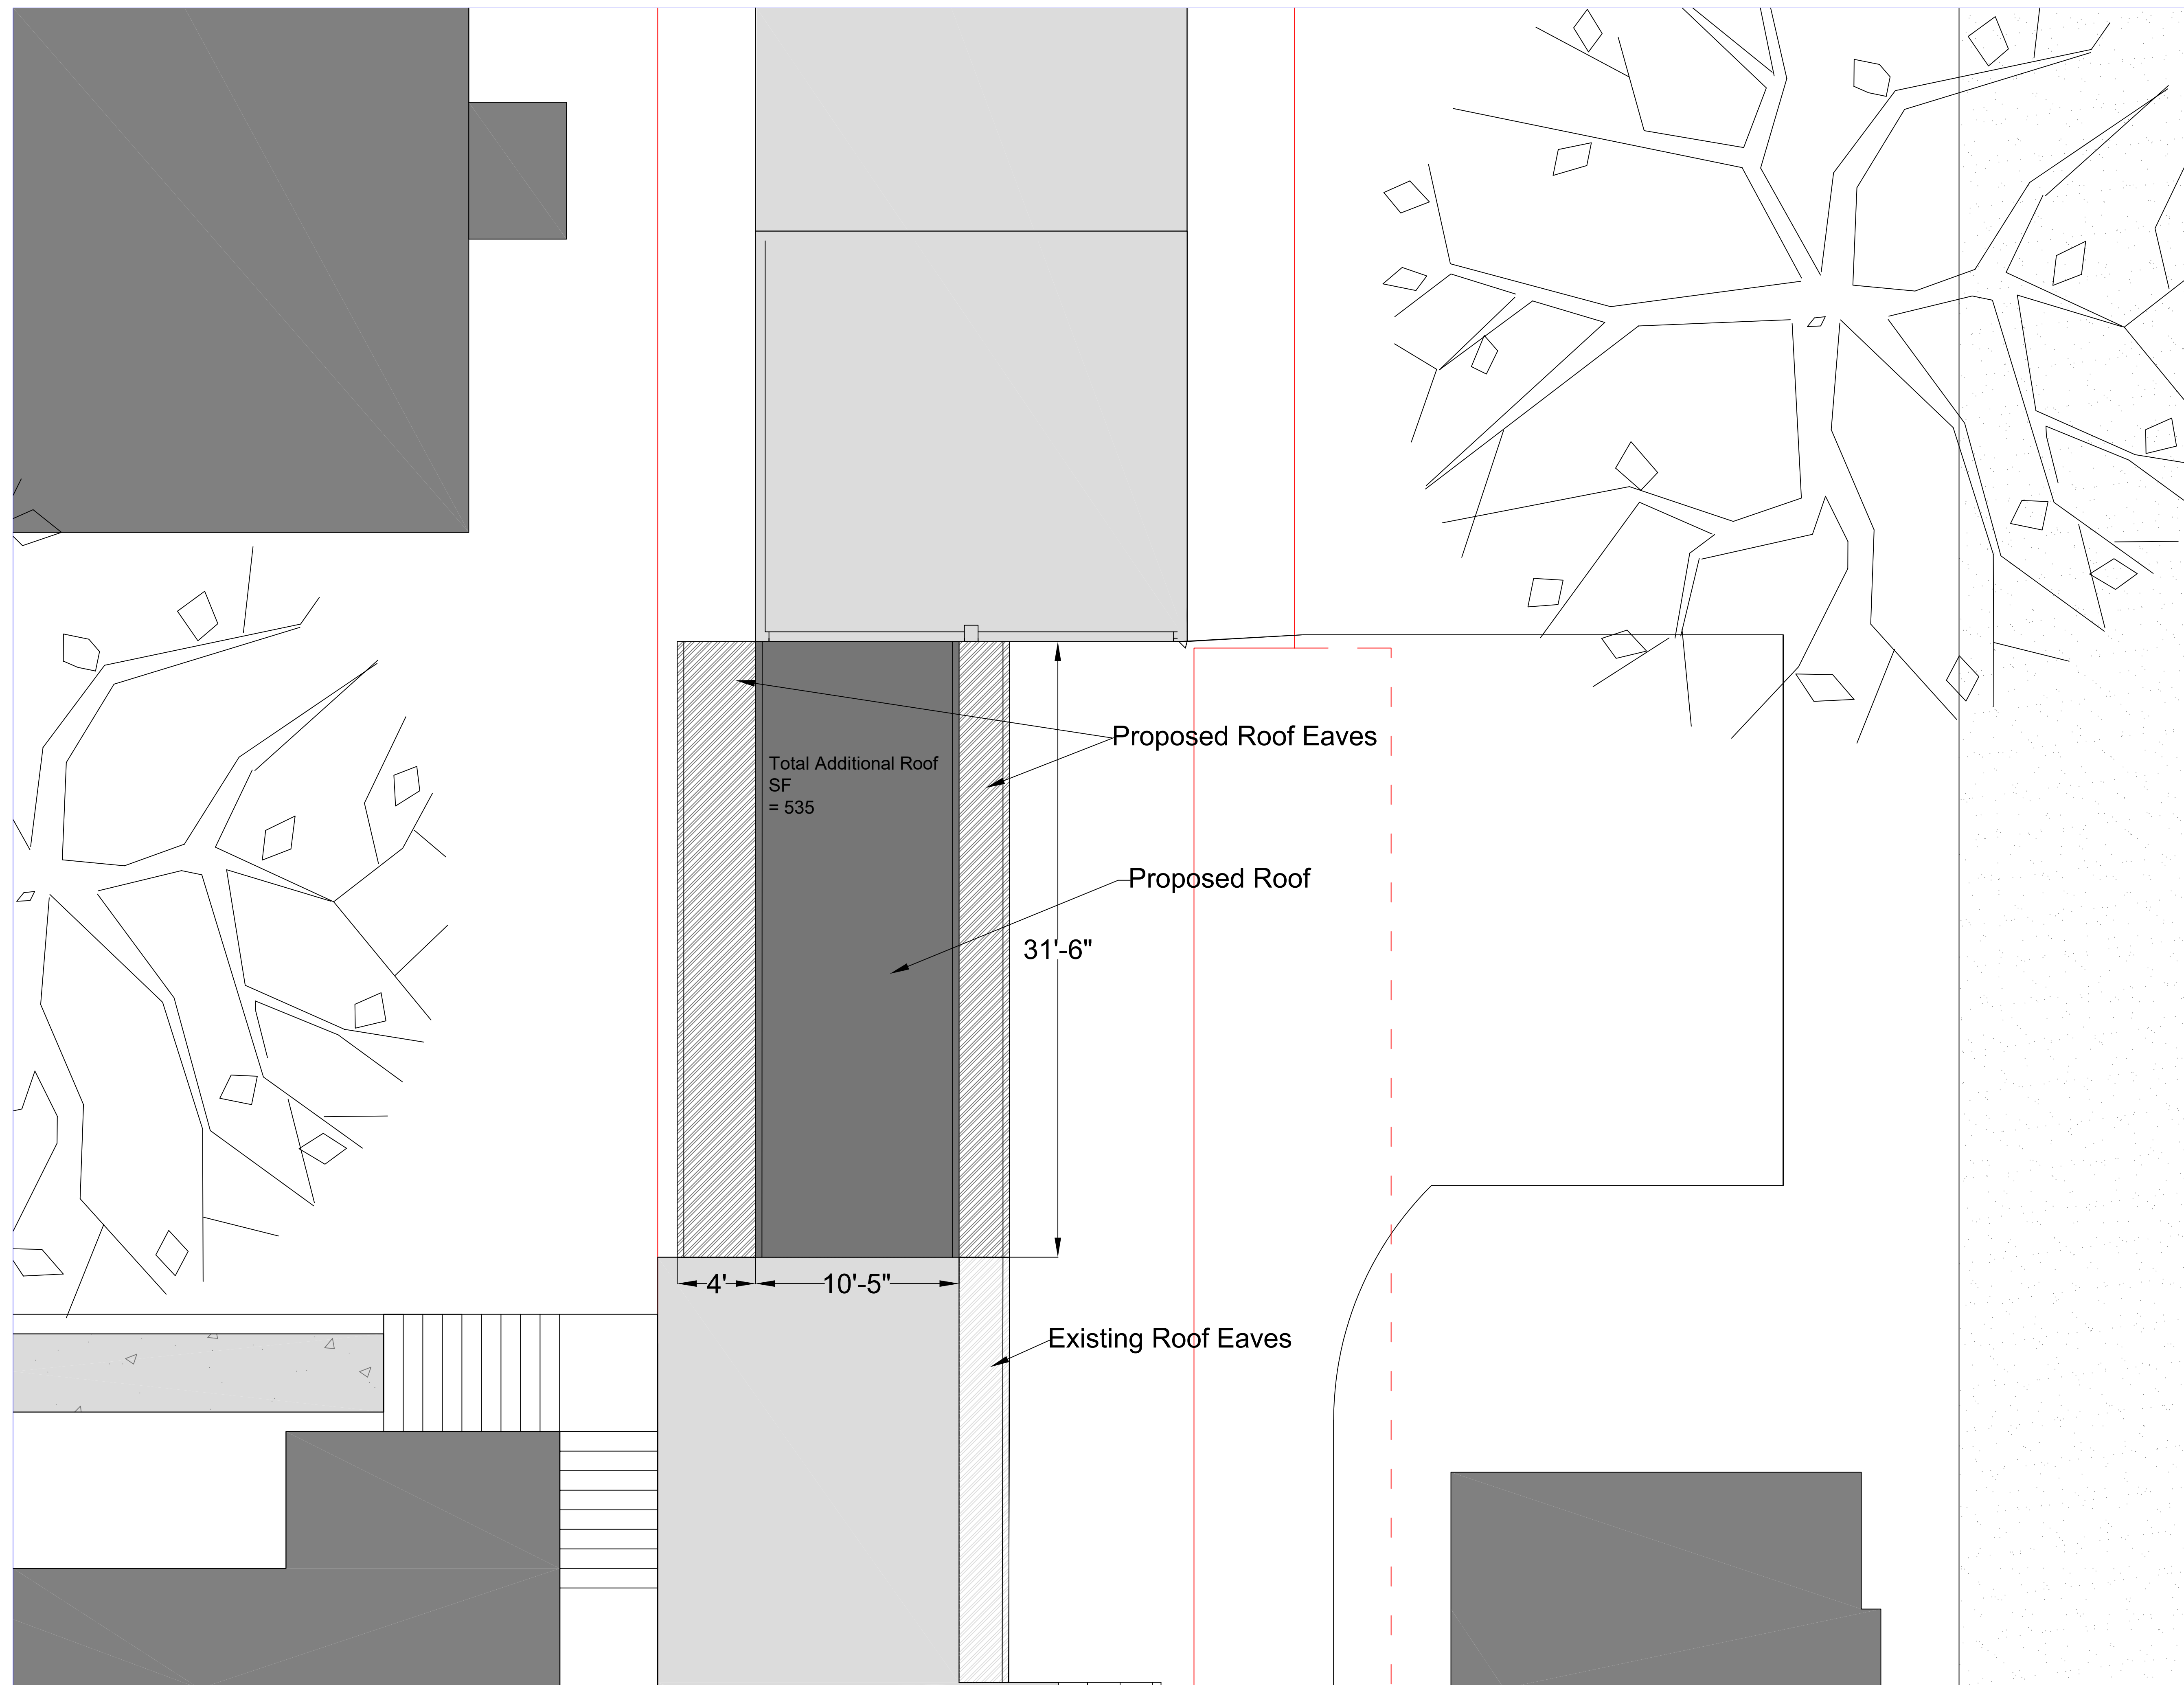 Proposed Roof Eaves
Total Additional Roof
SF
= 535
Proposed Roof
31'-6"
4'
10'-5"
Existing Roof Eaves